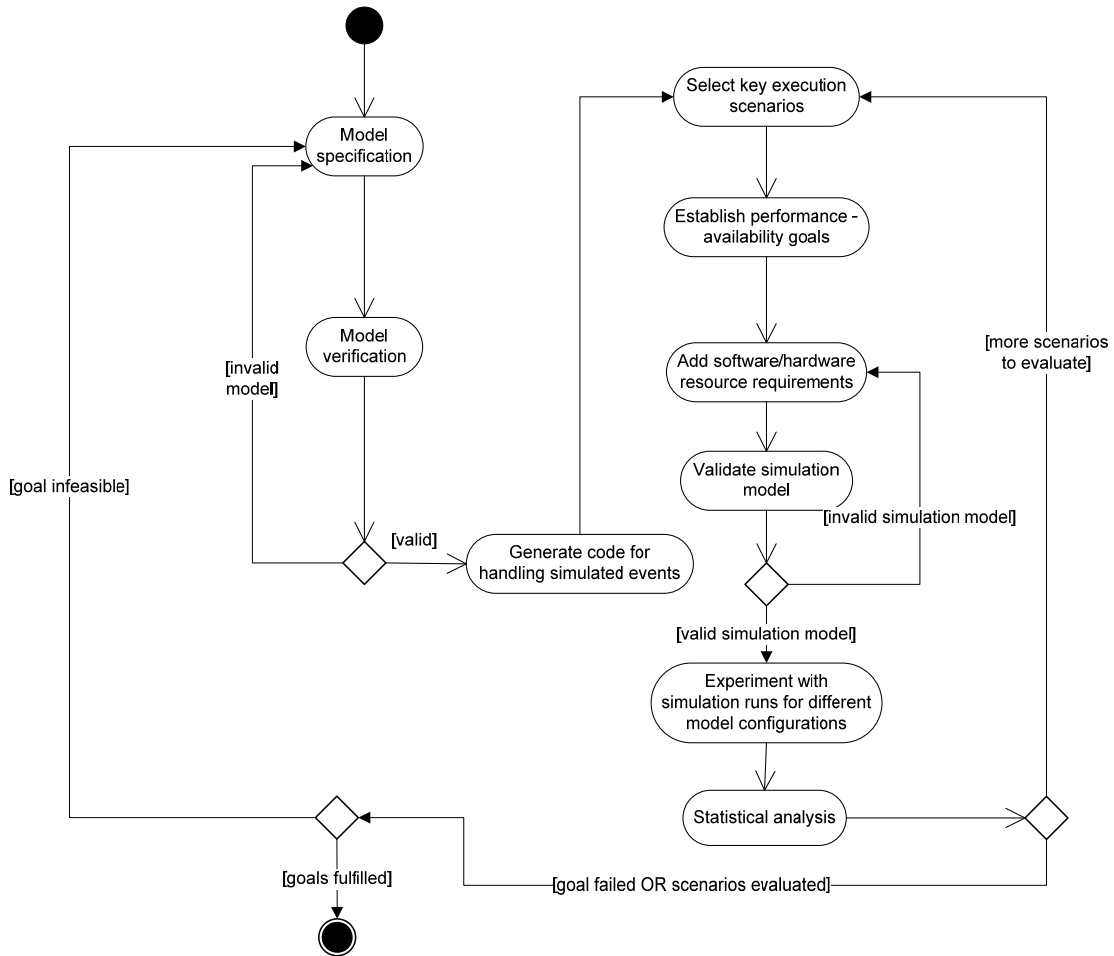 Model
specification
Model
verification
[invalid
model]
[goal infeasible]
[valid]
Generate code for
handling simulated events
Select key execution
scenarios
Establish performance -
availability goals
Add software/hardware
resource requirements
Validate simulation
model
[invalid simulation model]
[valid simulation model]
Experiment with
simulation runs for different
model configurations
Statistical analysis
[more scenarios
to evaluate]
[goal failed OR scenarios evaluated]
[goals fulfilled]